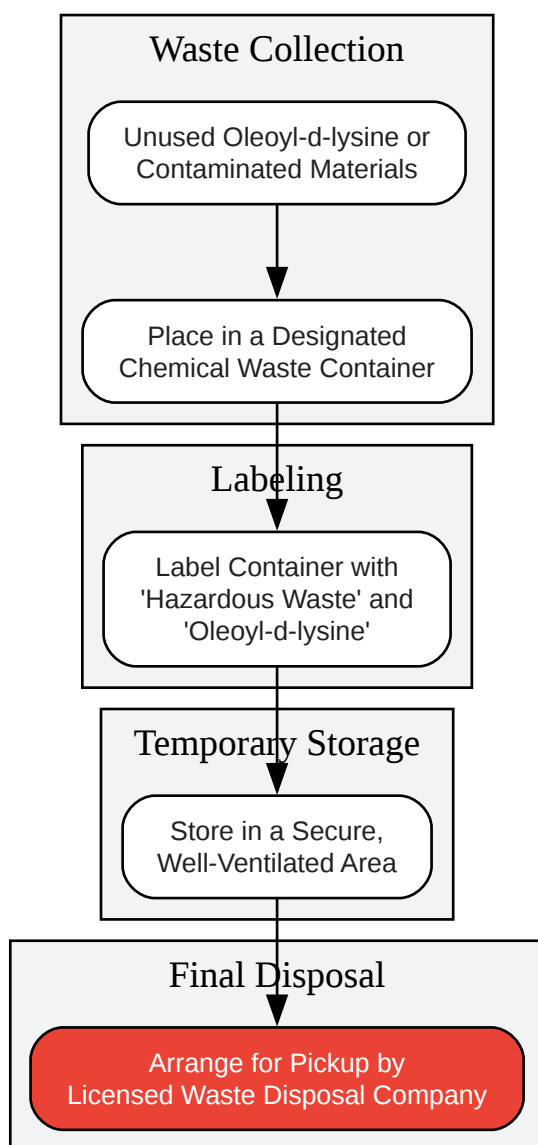 Waste Collection
Unused Oleoyl-d-lysine or
Contaminated Materials
Place in a Designated
Chemical Waste Container
Labeling
Label Container with
'Hazardous Waste' and
'Oleoyl-d-lysine'
Temporary Storage
Store in a Secure,
Well-Ventilated Area
Final Disposal
Arrange for Pickup by
Licensed Waste Disposal Company